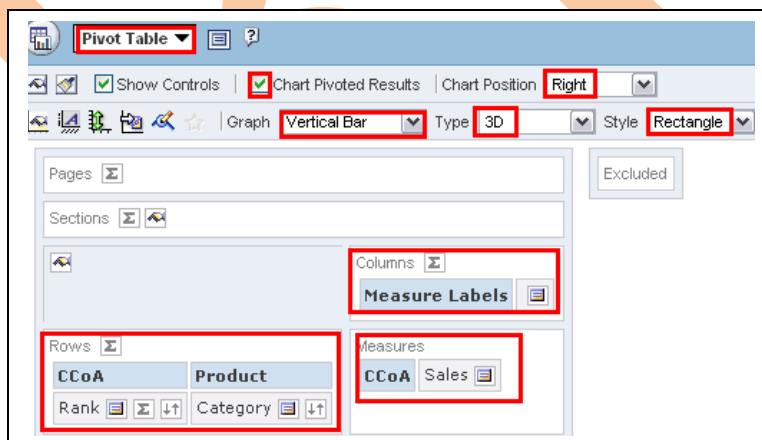 Pivot Table
Show Controls Chart Pivoted Results Chart Position Right
Graph Vertical Bar Type 3D Style Rectangle
Pages Σ
Excluded
Sections Σ
Columns Σ
Measure Labels
Rows Σ
CCoA Product
Rank Σ Category
Measures
CCoA Sales